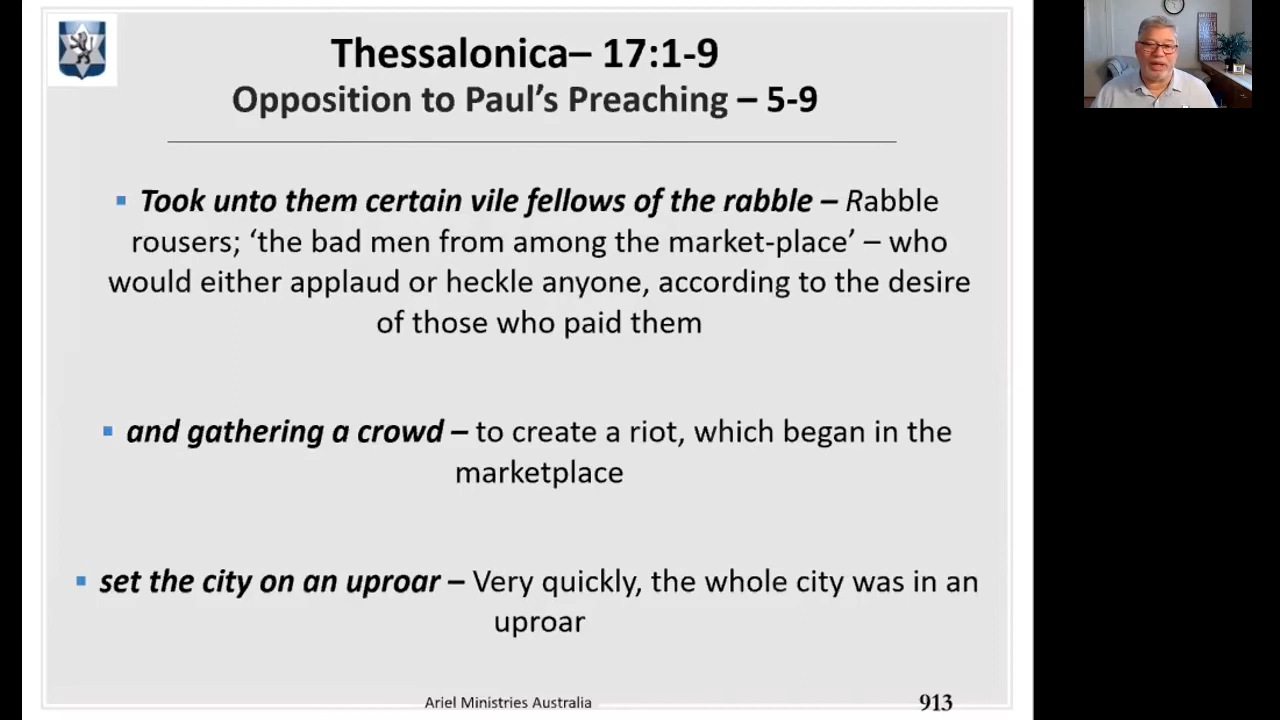 Thessalonica– 17:1-9
Opposition to Paul's Preaching – 5-9
▪ Took unto them certain vile fellows of the rabble – Rabble
rousers; ‘the bad men from among the market-place’ – who
would either applaud or heckle anyone, according to the desire
of those who paid them
▪ and gathering a crowd – to create a riot, which began in the
marketplace
▪ set the city on an uproar – Very quickly, the whole city was in an
uproar
Ariel Ministries Australia
913